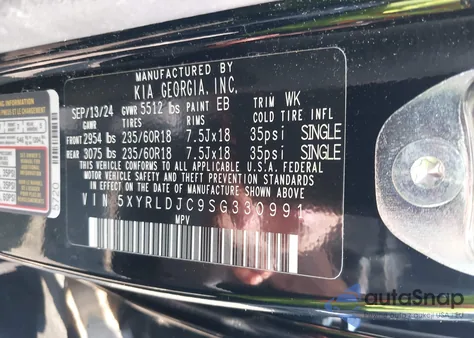 MANUFACTURED BY
KIA GEORGIA, INC.
SEP/13/24 GVWR 5512 lbs PAINT EB TRIM WK
GAWR TIRES RIMS COLD TIRE INFL
FRONT 2954 lbs 235/60R18 7.5Jx18 35psi SINGLE
REAR 3075 lbs 235/60R18 7.5Jx18 35psi SINGLE
THIS VEHICLE CONFORMS TO ALL APPLICABLE U.S.A. FEDERAL
MOTOR VEHICLE SAFETY AND THEFT PREVENTION STANDARDS
IN EFFECT ON THE DATE OF MANUFACTURE SHOWN ABOVE
VIN 5XYRLDJC9SG330991
MPV
autoSnap